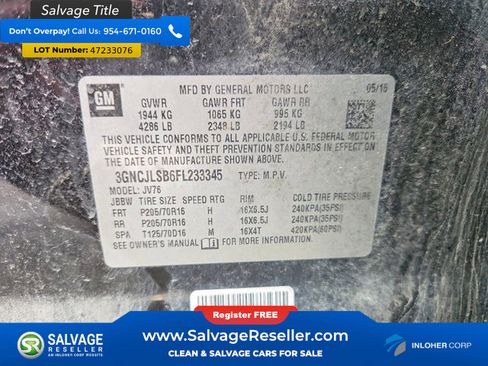 Salvage Title
Don't Overpay! Call us: 954-671-0160
Lot Number: 47233076
GM
MFD BY GENERAL MOTORS LLC 05/15
GVWR GAWR FRT GAWR RR
1944 KG 1065 KG 995 KG
4286 LB 2348 LB 2194 LB
THIS VEHICLE CONFORMS TO ALL APPLICABLE U.S. FEDERAL MOTOR
VEHICLE SAFETY AND THEFT PREVENTION STANDARDS IN EFFECT ON THE
DATE OF MANUFACTURE SHOWN ABOVE.
3GNCJLSB6FL233345 TYPE: M.P.V.
MODEL: JV76
JBBW TIRE SIZE SPEED RTG RIM COLD TIRE PRESSURE
FRT P205/70R16 H 16X6.5J 240KPA(35PSI)
RR P205/70R16 H 16X6.5J 240KPA(35PSI)
SPA T125/70D16 M 16X4T 420KPA(60PSI)
SEE OWNER'S MANUAL FOR MORE INFORMATION.
Register FREE!
SALVAGE
RESELLER
AN INLOHER CORP WEBSITE
www.SalvageReseller.com
CLEAN & SALVAGE CARS FOR SALE
INLOHER CORP.